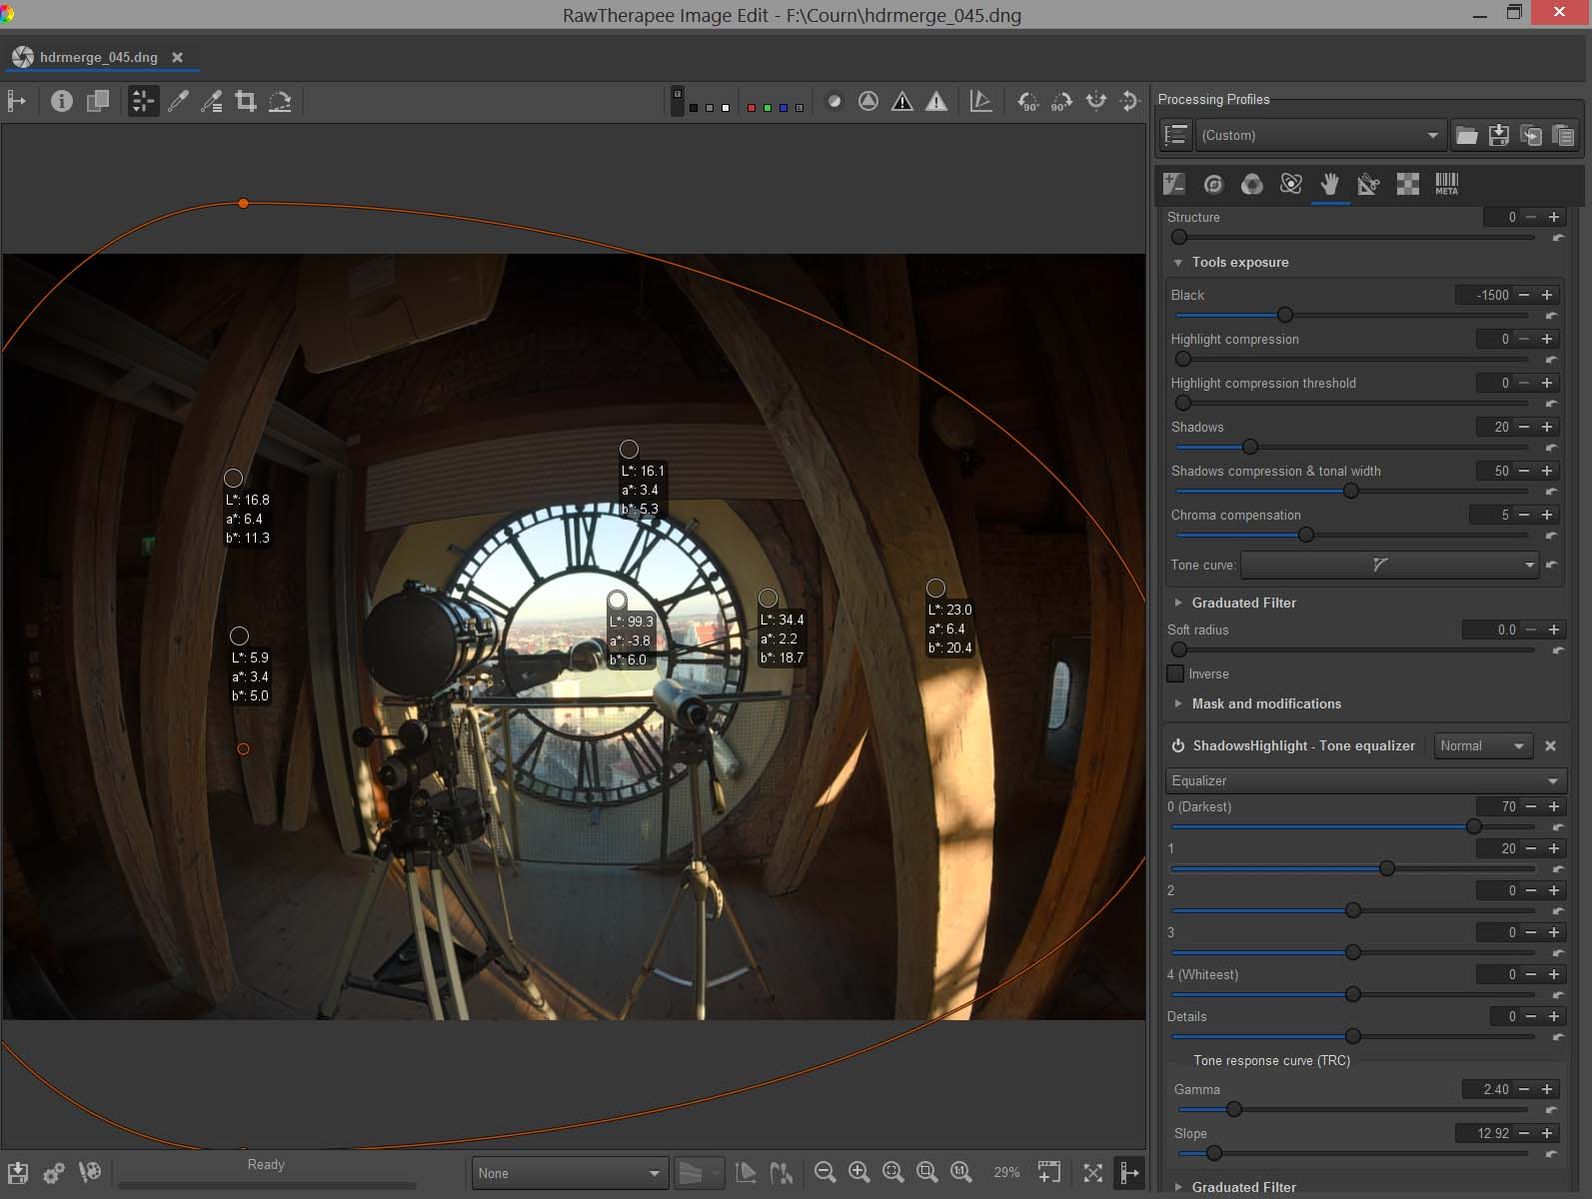 RawTherapee Image Edit - F:\Courn\hdrmerge_045.dng
hdrmerge_045.dng
Processing Profiles
(Custom)
90
90
META
Structure 0
Tools exposure
Black -1500
Highlight compression 0
Highlight compression threshold 0
Shadows 20
Shadows compression & tonal width 50
Chroma compensation 5
Tone curve:
Graduated Filter
Soft radius 0.0
Inverse
Mask and modifications
ShadowsHighlight - Tone equalizer Normal
Equalizer
0 (Darkest) 70
1 20
2 0
3 0
4 (Whiteest) 0
Details 0
Tone response curve (TRC)
Gamma 2.40
Slope 12.92
Graduated Filter
L*: 16.8
a*: 6.4
b*: 11.3
L*: 16.1
a*: 3.4
b*: 5.3
L*: 5.9
a*: 3.4
b*: 5.0
L*: 99.3
a*: -3.8
b*: 6.0
L*: 34.4
a*: 2.2
b*: 18.7
L*: 23.0
a*: 6.4
b*: 20.4
Ready
None
1:1
29%